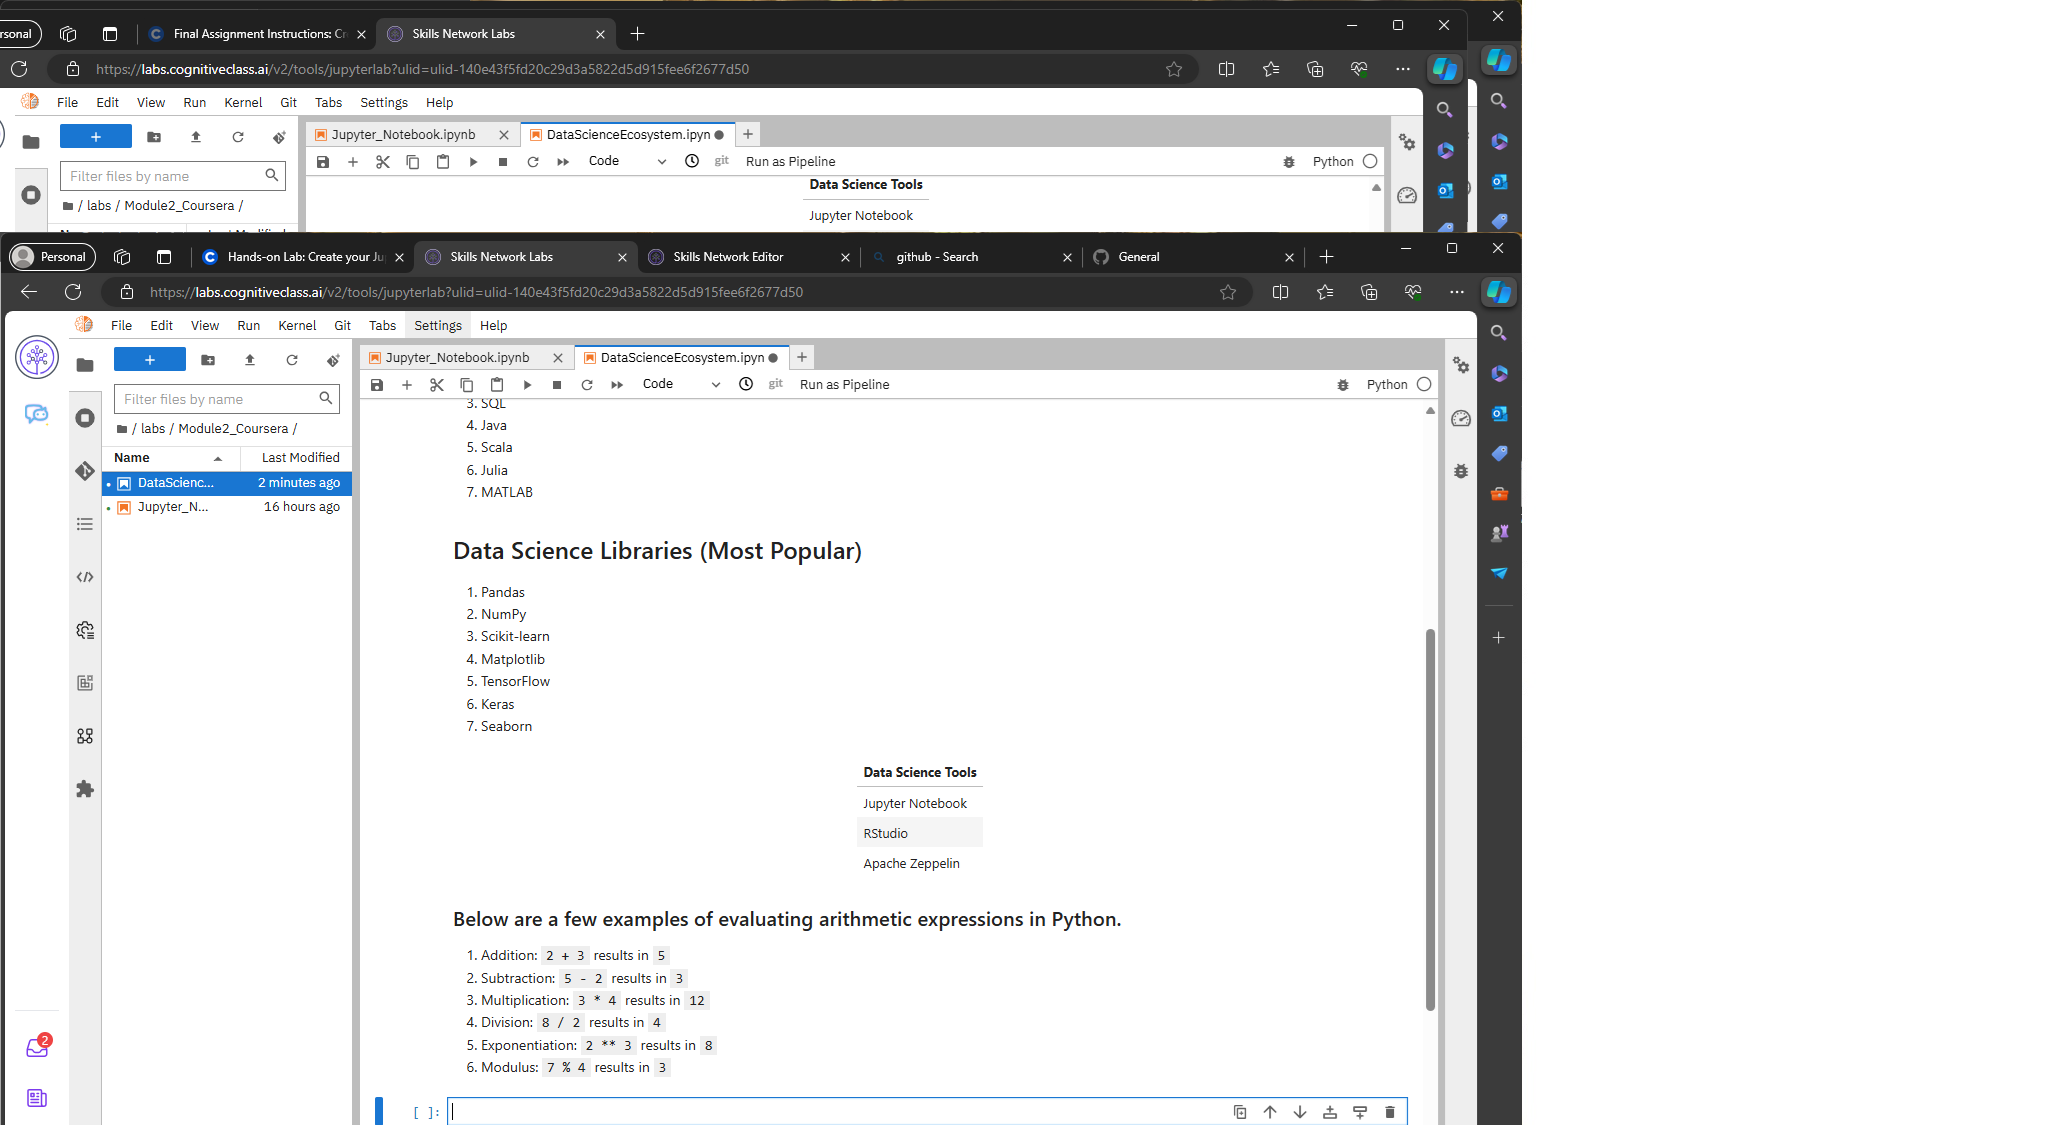 rsonal
Final Assignment Instructions: Cr
Skills Network Labs
https://labs.cognitiveclass.ai/v2/tools/jupyterlab?ulid=ulid-140e43f5fd20c29d3a5822d5d915fee6f2677d50
File Edit View Run Kernel Git Tabs Settings Help
Jupyter_Notebook.ipynb
DataScienceEcosystem.ipyn
Code
git
Run as Pipeline
Python
Filter files by name
/ labs / Module2_Coursera /
Data Science Tools
Jupyter Notebook
Personal
Hands-on Lab: Create your Ju
Skills Network Labs
Skills Network Editor
github - Search
General
https://labs.cognitiveclass.ai/v2/tools/jupyterlab?ulid=ulid-140e43f5fd20c29d3a5822d5d915fee6f2677d50
File Edit View Run Kernel Git Tabs Settings Help
Jupyter_Notebook.ipynb
DataScienceEcosystem.ipyn
Code
git
Run as Pipeline
Python
Filter files by name
/ labs / Module2_Coursera /
Name Last Modified
DataScienc... 2 minutes ago
Jupyter_N... 16 hours ago
3. SQL
4. Java
5. Scala
6. Julia
7. MATLAB
Data Science Libraries (Most Popular)
1. Pandas
2. NumPy
3. Scikit-learn
4. Matplotlib
5. TensorFlow
6. Keras
7. Seaborn
Data Science Tools
Jupyter Notebook
RStudio
Apache Zeppelin
Below are a few examples of evaluating arithmetic expressions in Python.
1. Addition: 2 + 3 results in 5
2. Subtraction: 5 - 2 results in 3
3. Multiplication: 3 * 4 results in 12
4. Division: 8 / 2 results in 4
5. Exponentiation: 2 ** 3 results in 8
6. Modulus: 7 % 4 results in 3
[ ]:
2